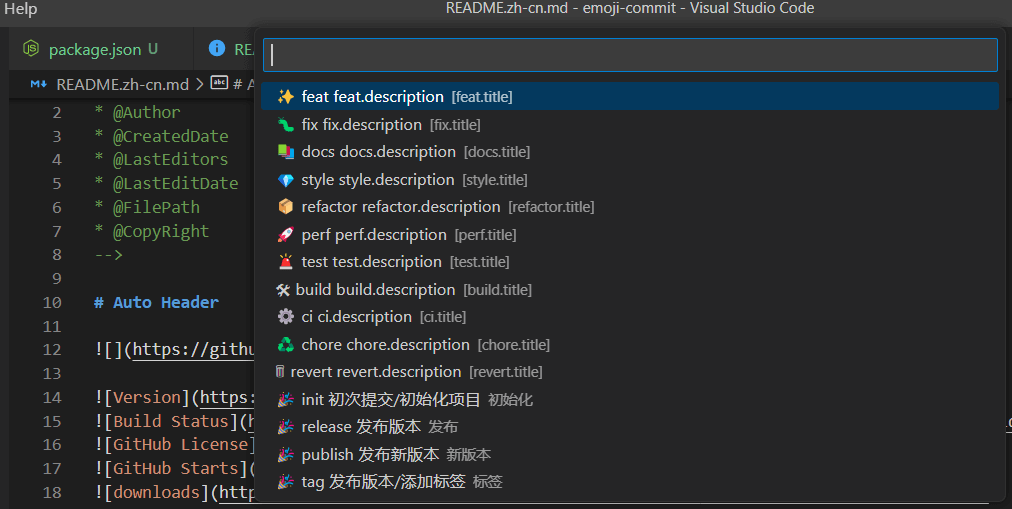 Help
README.zh-cn.md - emoji-commit - Visual Studio Code
package.json U
README.zh-cn.md > # A
2 * @Author
3 * @CreatedDate
4 * @LastEditors
5 * @LastEditDate
6 * @FilePath
7 * @CopyRight
8 -->
9
10 # Auto Header
11
12 ![](https://gith
13
14 ![Version](https:
15 ![Build Status](
16 ![GitHub License]
17 ![GitHub Starts](
18 ![downloads](http
✨ feat feat.description [feat.title]
🐛 fix fix.description [fix.title]
📚 docs docs.description [docs.title]
💎 style style.description [style.title]
📦 refactor refactor.description [refactor.title]
🚀 perf perf.description [perf.title]
🚨 test test.description [test.title]
🛠 build build.description [build.title]
⚙️ ci ci.description [ci.title]
♻️ chore chore.description [chore.title]
🗑 revert revert.description [revert.title]
🎉 init 初次提交/初始化项目 初始化
🎉 release 发布版本 发布
🎉 publish 发布新版本 新版本
🎉 tag 发布版本/添加标签 标签